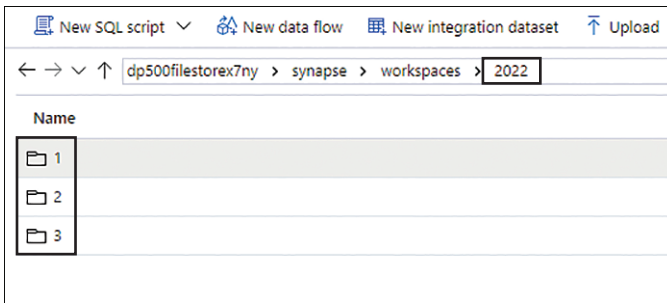 New SQL script New data flow New integration dataset Upload
dp500filestorex7ny > synapse > workspaces > 2022
Name
1
2
3